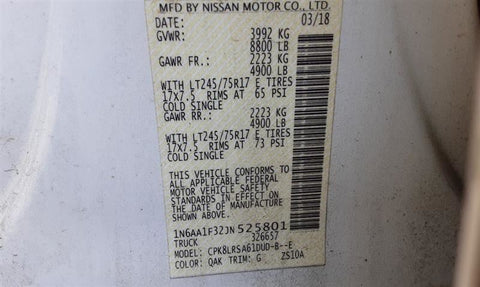 MFD BY NISSAN MOTOR CO., LTD.
DATE: 03/18
GVWR: 3992 KG
8800 LB
GAWR FR.: 2223 KG
4900 LB
WITH LT245/75R17 E TIRES
17x7.5 RIMS AT 65 PSI
COLD SINGLE
GAWR RR.: 2223 KG
4900 LB
WITH LT245/75R17 E TIRES
17x7.5 RIMS AT 73 PSI
COLD SINGLE
THIS VEHICLE CONFORMS TO
ALL APPLICABLE FEDERAL
MOTOR VEHICLE SAFETY
STANDARDS IN EFFECT ON
THE DATE OF MANUFACTURE
SHOWN ABOVE
1N6AA1F32JN525801
TRUCK 326657
MODEL: CPK8LRSA61DUD-B--E
COLOR: QAK TRIM: G ZS10A